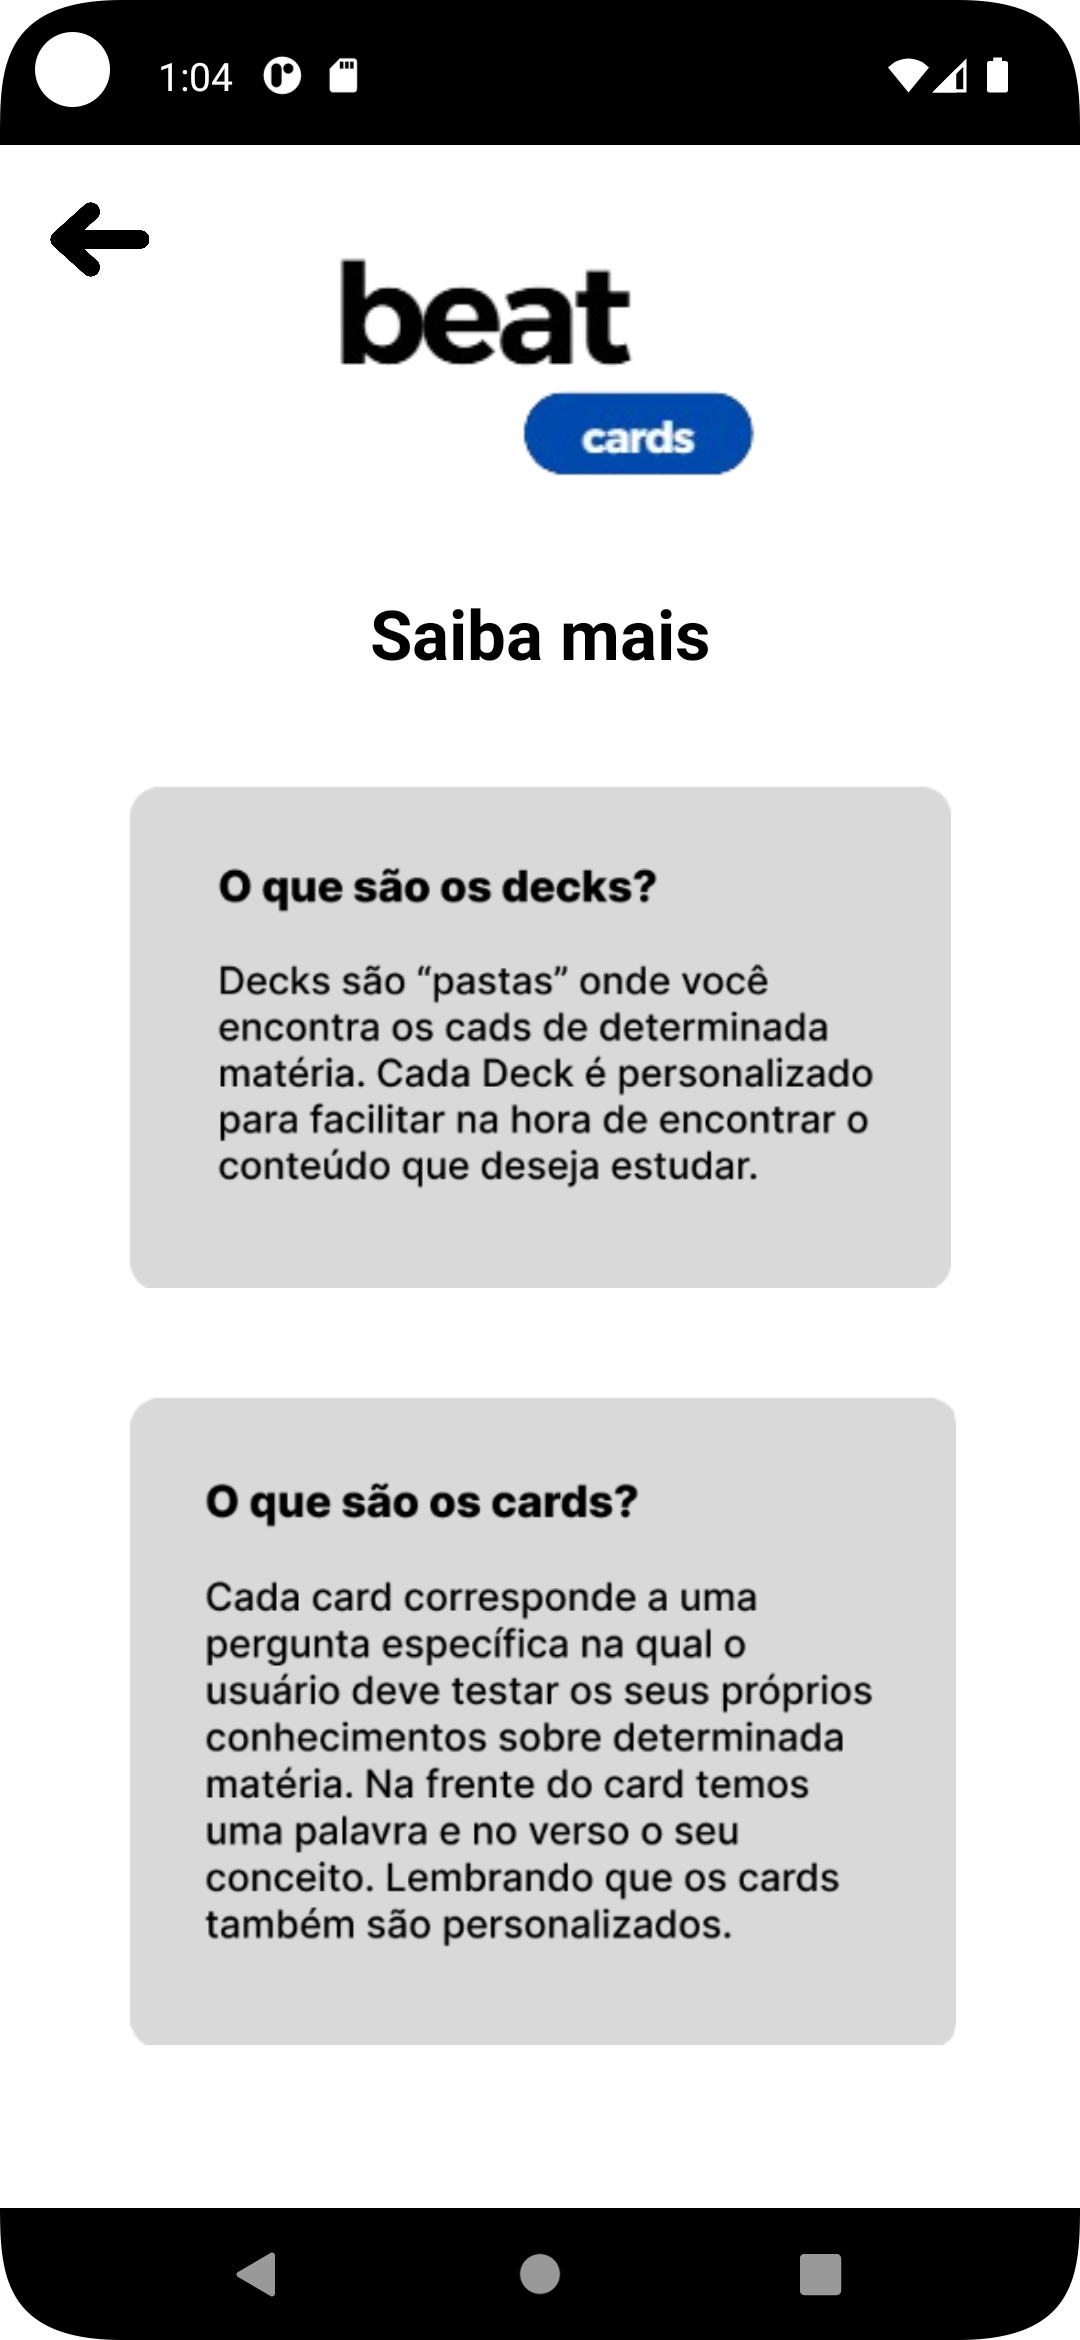 1:04
beat
cards
Saiba mais
O que são os decks?
Decks são “pastas” onde você
encontra os cads de determinada
matéria. Cada Deck é personalizado
para facilitar na hora de encontrar o
conteúdo que deseja estudar.
O que são os cards?
Cada card corresponde a uma
pergunta específica na qual o
usuário deve testar os seus próprios
conhecimentos sobre determinada
matéria. Na frente do card temos
uma palavra e no verso o seu
conceito. Lembrando que os cards
também são personalizados.